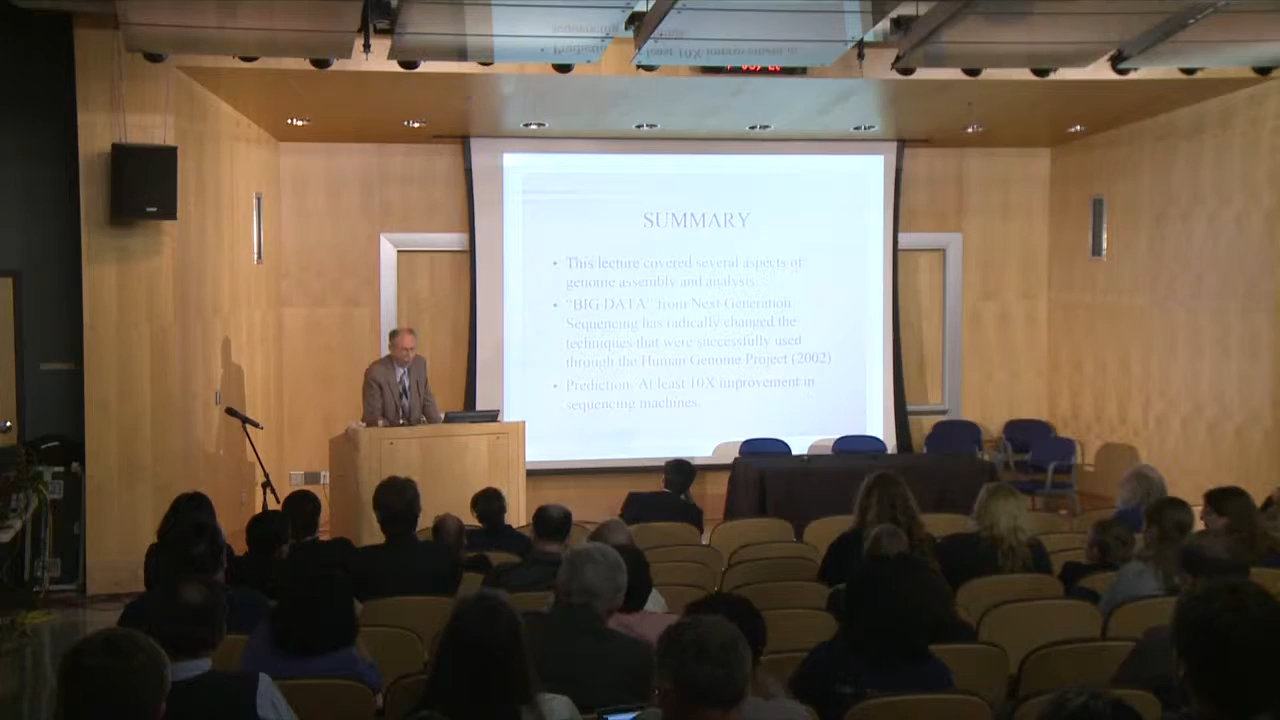 SUMMARY
• This lecture covered several aspects of
genome assembly and analysis.
• "BIG DATA" from Next Generation
Sequencing has radically changed the
techniques that were successfully used
through the Human Genome Project (2002)
• Prediction: At least 10X improvement in
sequencing machines.